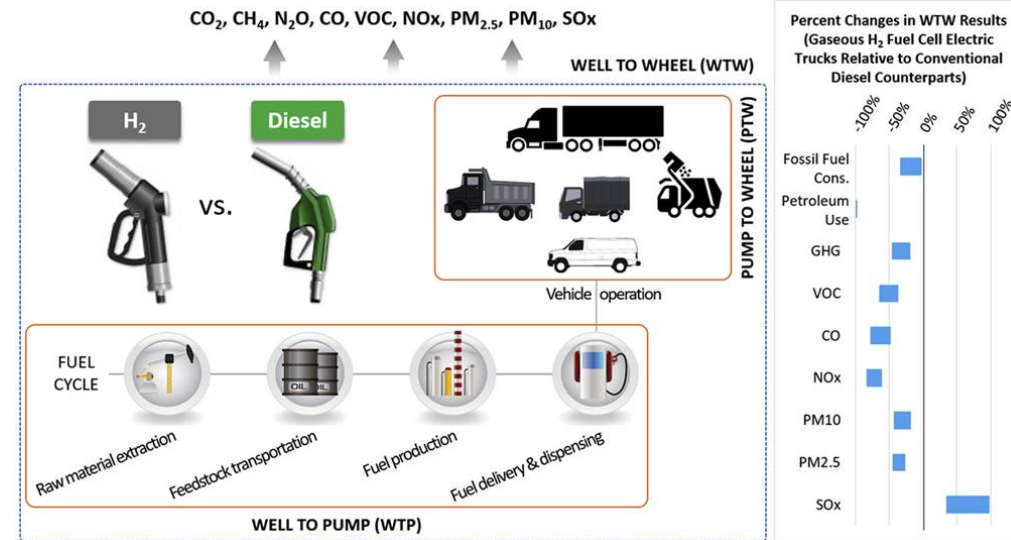 CO₂, CH₄, N₂O, CO, VOC, NOx, PM₂.₅, PM₁₀, SOx
WELL TO WHEEL (WTW)
H₂
Diesel
VS.
PUMP TO WHEEL (PTW)
Vehicle operation
FUEL
CYCLE
OIL
OIL
Raw material extraction
Feedstock transportation
Fuel production
Fuel delivery & dispensing
WELL TO PUMP (WTP)
Percent Changes in WTW Results
(Gaseous H₂ Fuel Cell Electric
Trucks Relative to Conventional
Diesel Counterparts)
-100%
-50%
0%
50%
100%
Fossil Fuel
Cons.
Petroleum
Use
GHG
VOC
CO
NOx
PM10
PM2.5
SOx